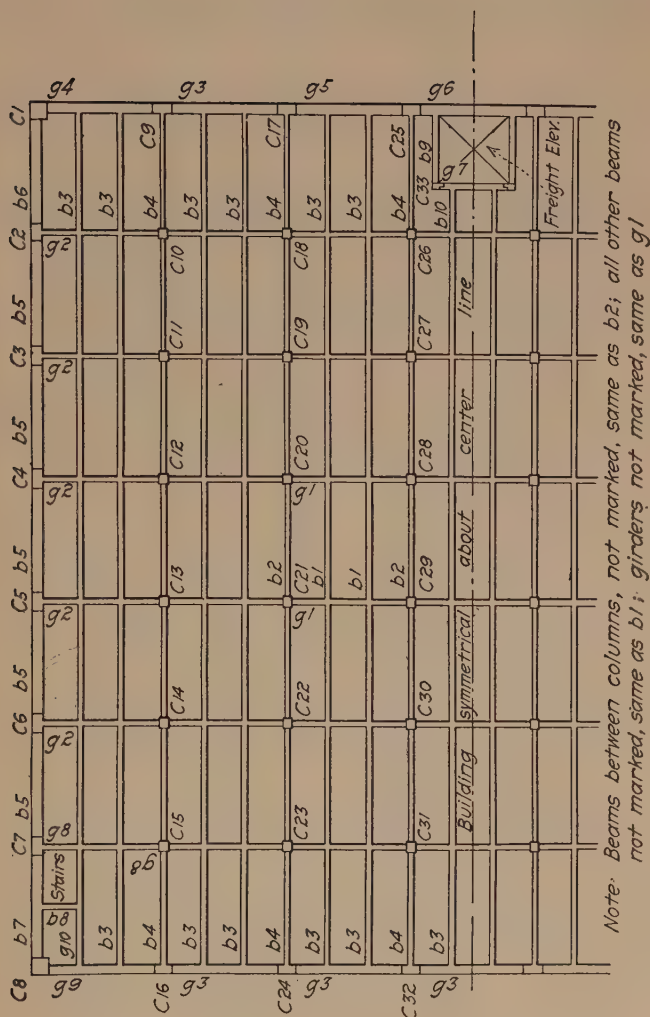 C8 b7 C7 b5 C6 b5 C5 b5 C4 b5 C3 b5 C2 b6 C1
g9 g10 b8 Stairs g8 g2 g2 g2 g2 g2 g4
b3 b3
b4 g8 b4 C9
C16 g3 b3 C15 C14 C13 C12 C11 C10 b3 g3
b3 b3
b4 b2 b4 C17
C24 g3 b3 C23 C22 g1 C21 b1 g1 C20 C19 C18 b3 g5
b3 b1 b3
b4 b2 b4 C25
C32 g3 b3 C31 C30 C29 C28 C27 C26 b10 C33 b9 g6
g7
Building symmetrical about center line
Freight Elev.
Note: Beams between columns, not marked, same as b2; all other beams
not marked, same as b1; girders not marked, same as g1